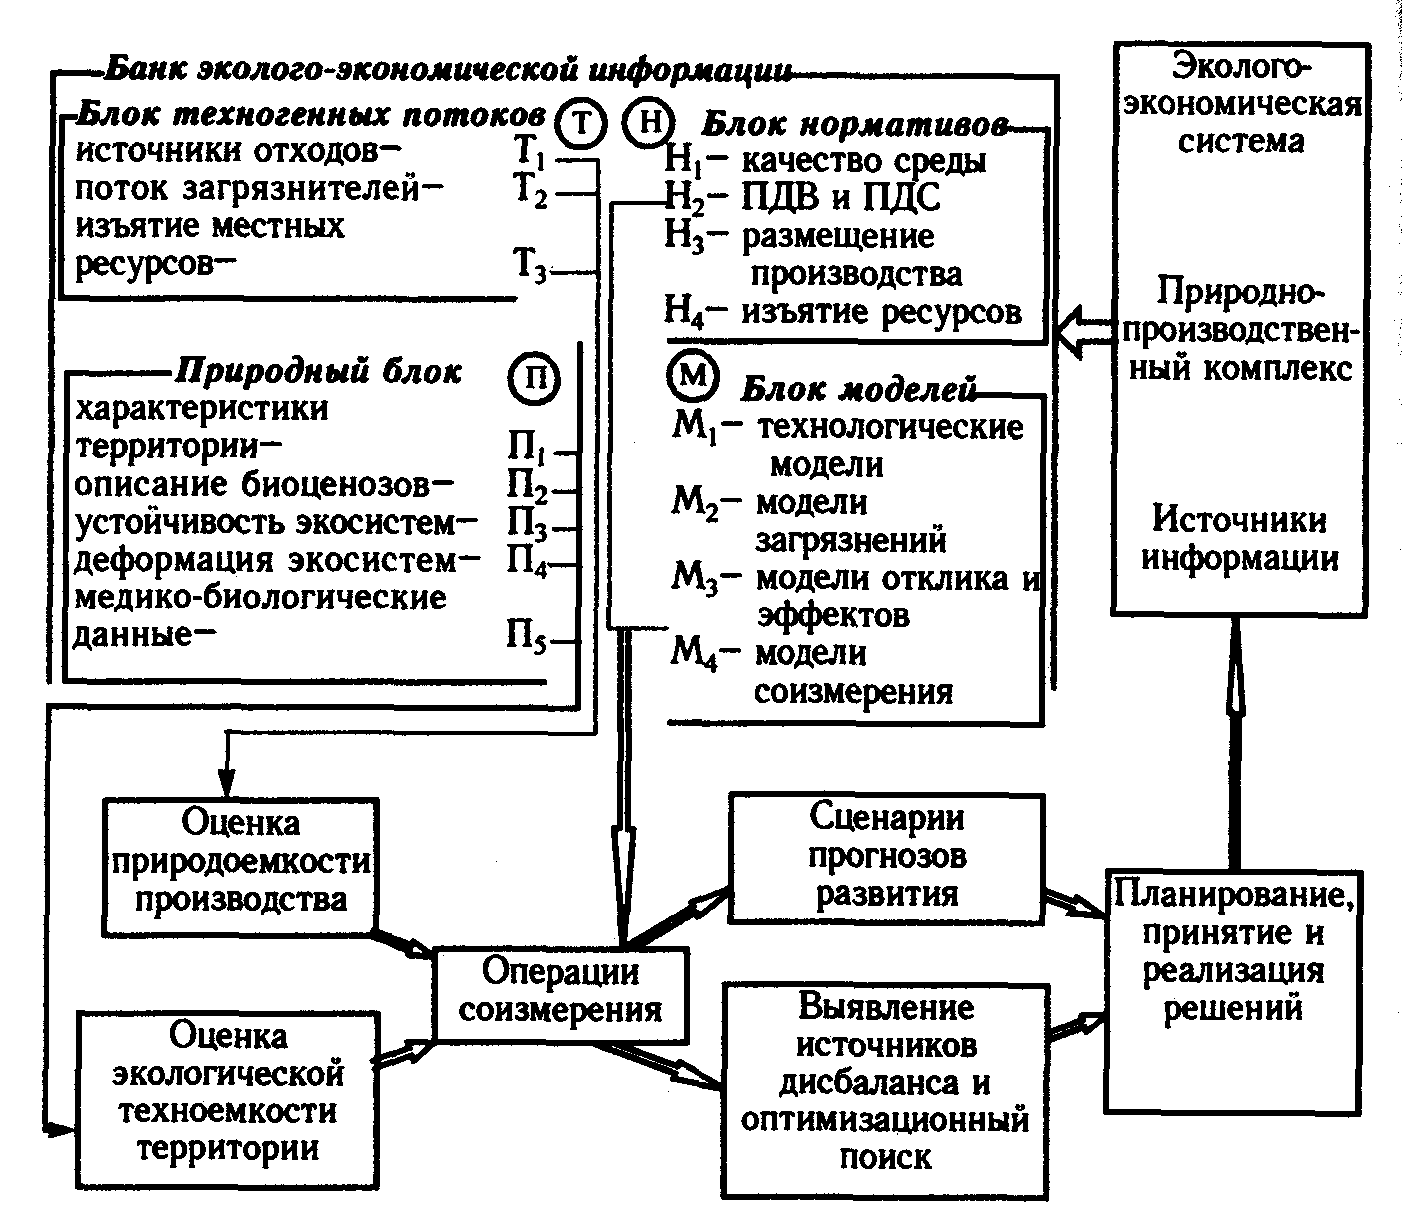 Банк эколого-экономической информации
Блок техногенных потоков Т
источники отходов– Т1
поток загрязнителей– Т2
изъятие местных
ресурсов– Т3
Н Блок нормативов
Н1– качество среды
Н2– ПДВ и ПДС
Н3– размещение
производства
Н4– изъятие ресурсов
Природный блок П
характеристики
территории– П1
описание биоценозов– П2
устойчивость экосистем– П3
деформация экосистем– П4
медико-биологические
данные– П5
М Блок моделей
М1– технологические
модели
М2– модели
загрязнений
М3– модели отклика и
эффектов
М4– модели
соизмерения
Эколого-
экономическая
система
Природно-
производствен-
ный комплекс
Источники
информации
Оценка
природоемкости
производства
Оценка
экологической
техноемкости
территории
Операции
соизмерения
Сценарии
прогнозов
развития
Выявление
источников
дисбаланса и
оптимизационный
поиск
Планирование,
принятие и
реализация
решений